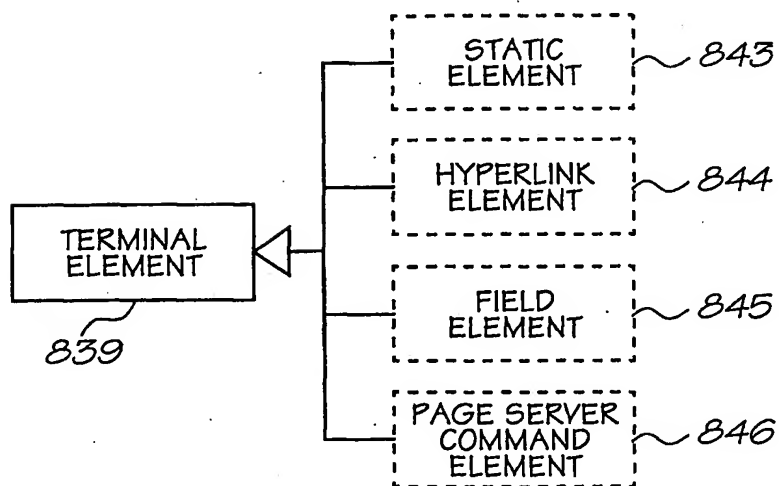 STATIC
ELEMENT
843
HYPERLINK
ELEMENT
844
TERMINAL
ELEMENT
839
FIELD
ELEMENT
845
PAGE SERVER
COMMAND
ELEMENT
846